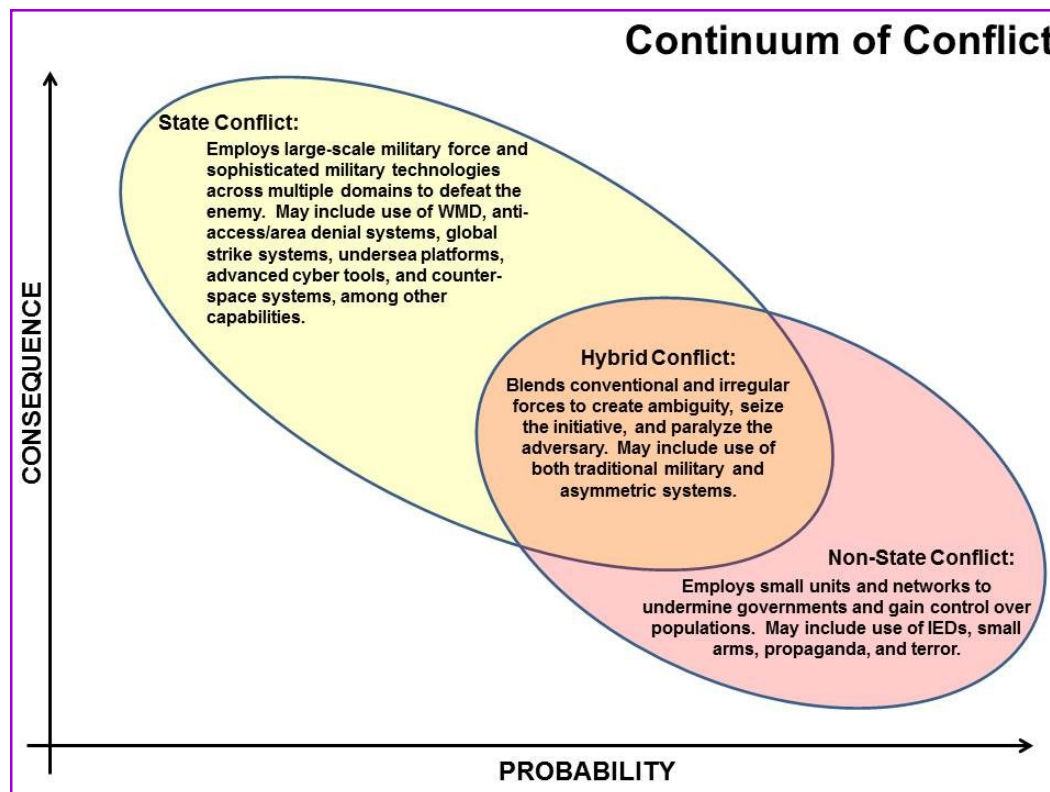 Continuum of Conflict
State Conflict:
Employs large-scale military force and
sophisticated military technologies
across multiple domains to defeat the
enemy.  May include use of WMD, anti-
access/area denial systems, global
strike systems, undersea platforms,
advanced cyber tools, and counter-
space systems, among other
capabilities.
CONSEQUENCE
Hybrid Conflict:
Blends conventional and irregular
forces to create ambiguity, seize
the initiative, and paralyze the
adversary.  May include use of
both traditional military and
asymmetric systems.
Non-State Conflict:
Employs small units and networks to
undermine governments and gain control over
populations.  May include use of IEDs, small
arms, propaganda, and terror.
PROBABILITY